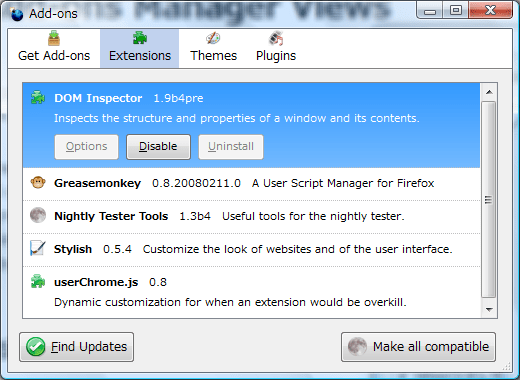 ons Manager Views
Add-ons
Get Add-ons Extensions Themes Plugins
DOM Inspector 1.9b4pre
Inspects the structure and properties of a window and its contents.
Options Disable Uninstall
Greasemonkey 0.8.20080211.0 A User Script Manager for Firefox
Nightly Tester Tools 1.3b4 Useful tools for the nightly tester.
Stylish 0.5.4 Customize the look of websites and of the user interface.
userChrome.js 0.8
Dynamic customization for when an extension would be overkill.
Find Updates Make all compatible